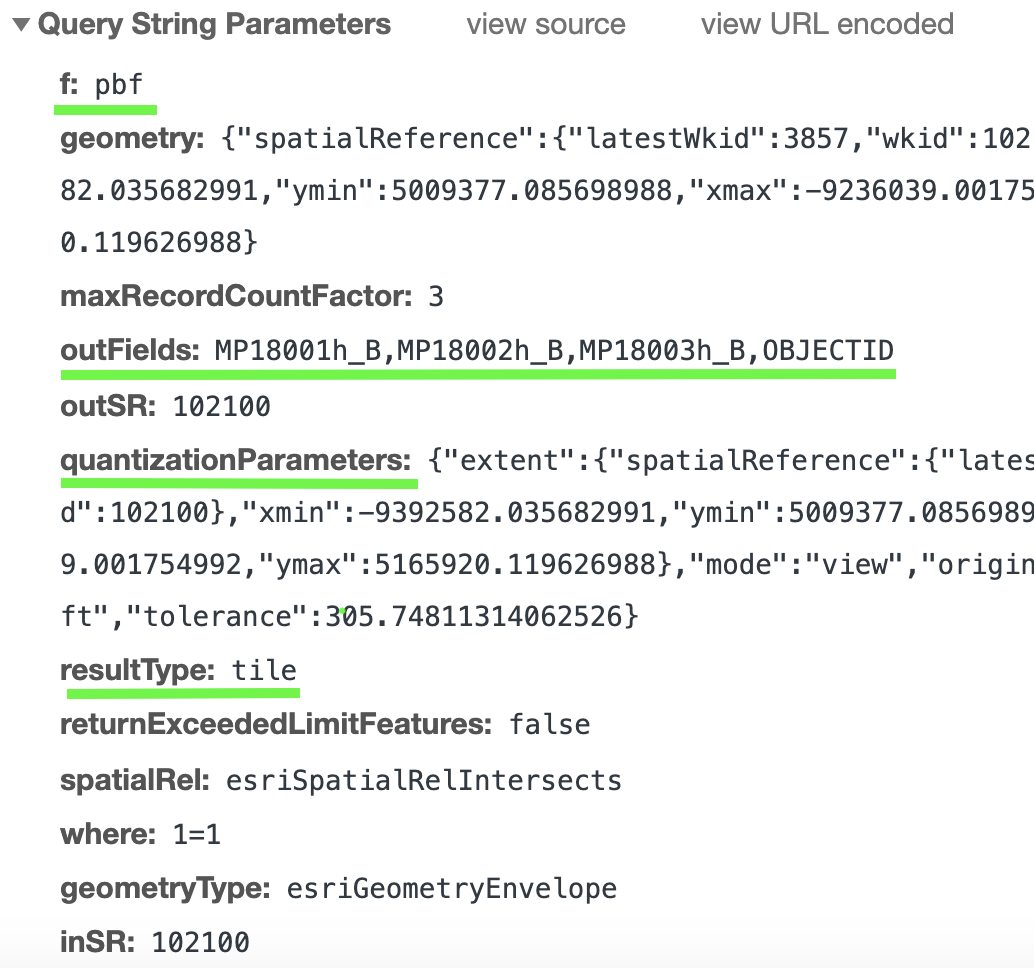 ▼ Query String Parameters view source view URL encoded
f: pbf
geometry: {"spatialReference":{"latestWkid":3857,"wkid":102
82.035682991,"ymin":5009377.085698988,"xmax":-9236039.00175
0.119626988}
maxRecordCountFactor: 3
outFields: MP18001h_B,MP18002h_B,MP18003h_B,OBJECTID
outSR: 102100
quantizationParameters: {"extent":{"spatialReference":{"lates
d":102100},"xmin":-9392582.035682991,"ymin":5009377.0856989
9.001754992,"ymax":5165920.119626988},"mode":"view","origin
ft","tolerance":305.74811314062526}
resultType: tile
returnExceededLimitFeatures: false
spatialRel: esriSpatialRelIntersects
where: 1=1
geometryType: esriGeometryEnvelope
inSR: 102100